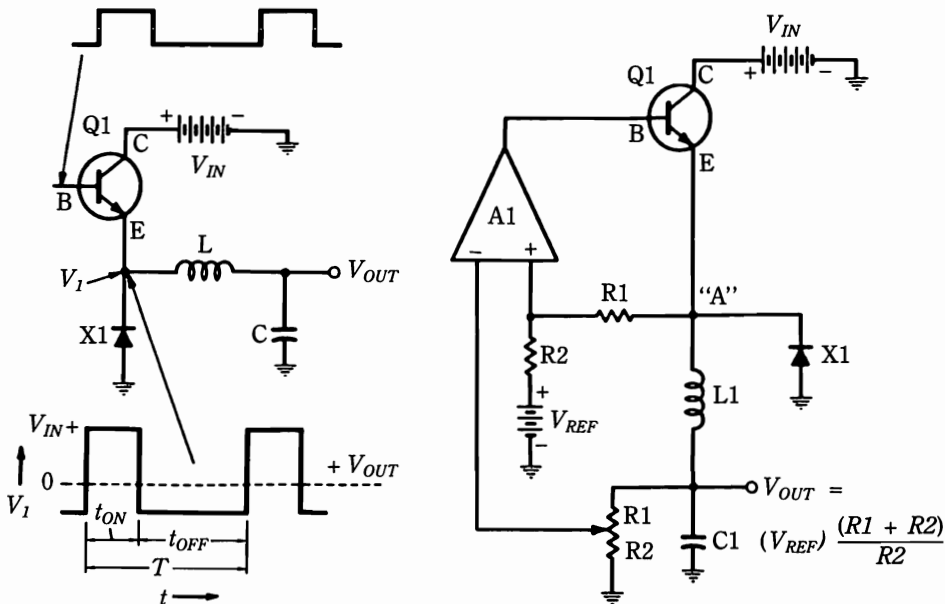 Q1
C
+
-
V_IN
B
E
L
V_1
V_OUT
X1
C
V_IN +
0
+ V_OUT
V_1
t_ON
t_OFF
T
t
V_IN
Q1
C
+
-
B
E
A1
-
+
R1
"A"
R2
X1
+
V_REF
-
L1
V_OUT =
R1
R2
C1
(V_REF) (R1 + R2)
R2